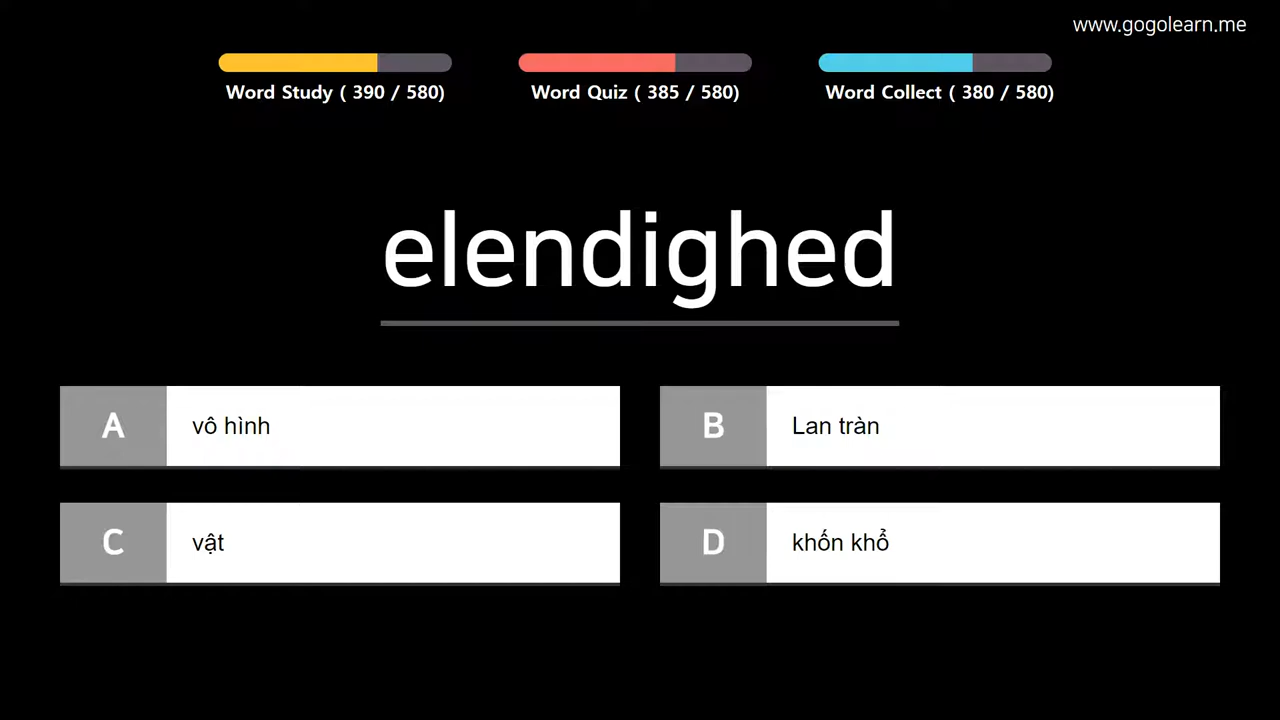 www.gogolearn.me
Word Study ( 390 / 580)
Word Quiz ( 385 / 580)
Word Collect ( 380 / 580)
elendighed
A vô hình
B Lan tràn
C vật
D khốn khổ